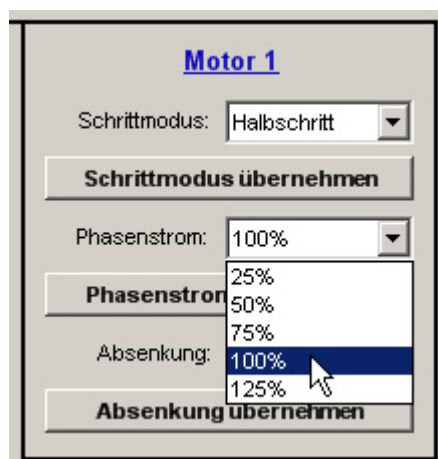 Motor 1
Schrittmodus: Halbschritt
Schrittmodus übernehmen
Phasenstrom: 100%
25%
Phasenstrom
50%
75%
Absenkung: 100%
125%
Absenkung übernehmen